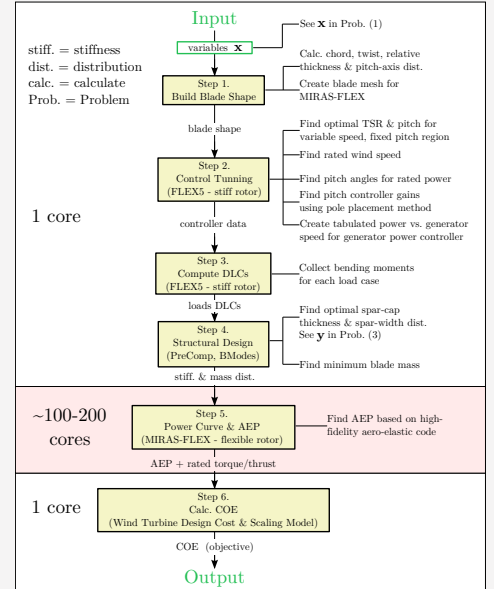 Input
variables x
See x in Prob. (1)
stiff. = stiffness
dist. = distribution
calc. = calculate
Prob. = Problem
Step 1.
Build Blade Shape
Calc. chord, twist, relative
thickness & pitch-axis dist.
Create blade mesh for
MIRAS-FLEX
blade shape
1 core
Step 2.
Control Tunning
(FLEX5 - stiff rotor)
Find optimal TSR & pitch for
variable speed, fixed pitch region
Find rated wind speed
Find pitch angles for rated power
Find pitch controller gains
using pole placement method
Create tabulated power vs. generator
speed for generator power controller
controller data
Step 3.
Compute DLCs
(FLEX5 - stiff rotor)
Collect bending moments
for each load case
loads DLCs
Step 4.
Structural Design
(PreComp, BModes)
Find optimal spar-cap
thickness & spar-width dist.
See y in Prob. (3)
Find minimum blade mass
stiff. & mass dist.
~100-200
cores
Step 5.
Power Curve & AEP
(MIRAS-FLEX - flexible rotor)
Find AEP based on high-
fidelity aero-elastic code
AEP + rated torque/thrust
1 core
Step 6.
Calc. COE
(Wind Turbine Design Cost & Scaling Model)
COE (objective)
Output